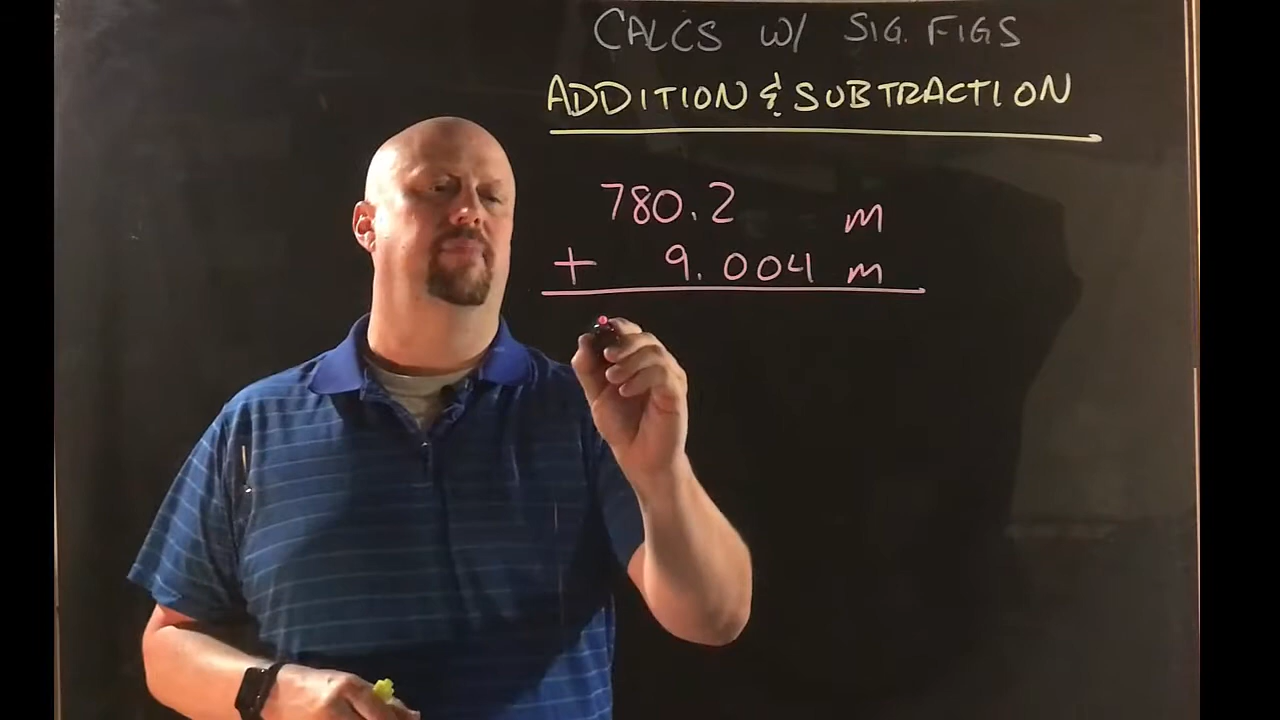 CALCS W/ SIG. FIGS
ADDITION & SUBTRACTION
780.2 m
+ 9.004 m